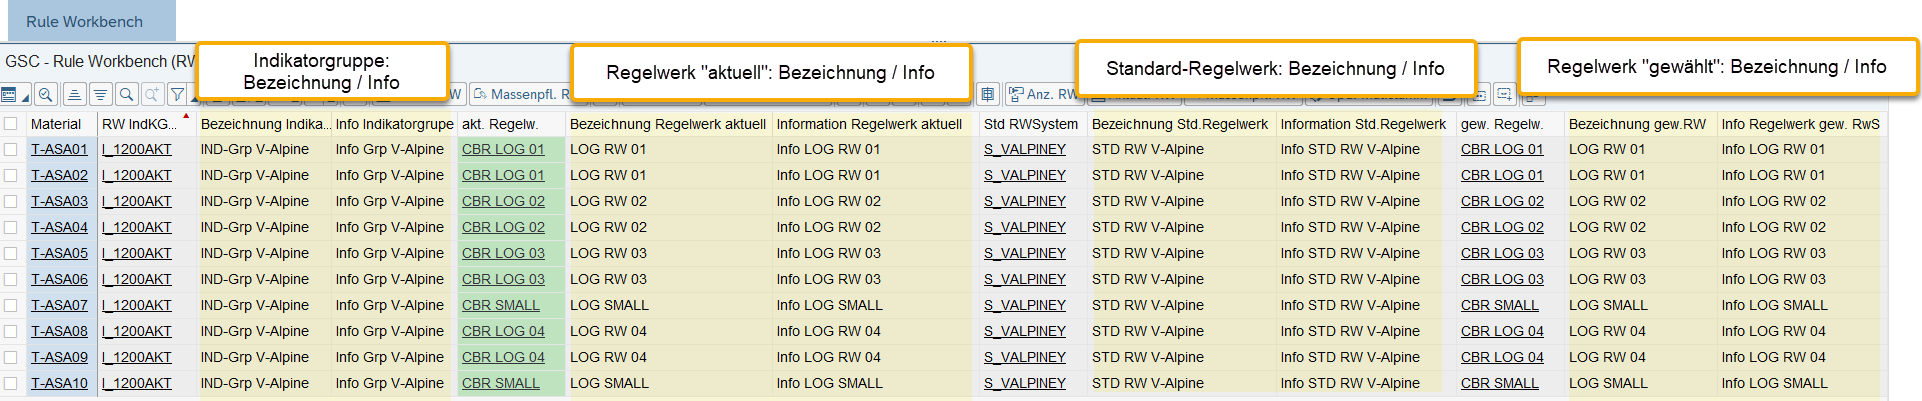 Rule Workbench
GSC - Rule Workbench (RW
Indikatorgruppe:
Bezeichnung / Info
Regelwerk "aktuell": Bezeichnung / Info
Standard-Regelwerk: Bezeichnung / Info
Regelwerk "gewählt": Bezeichnung / Info
W Massenpfl. R Anz. RW
Material RW IndKG... Bezeichnung Indika... Info Indikatorgrupe akt. Regelw. Bezeichnung Regelwerk aktuell Information Regelwerk aktuell Std RWSystem Bezeichnung Std.Regelwerk Information Std.Regelwerk gew. Regelw. Bezeichnung gew.RW Info Regelwerk gew. RwS
T-ASA01 I_1200AKT IND-Grp V-Alpine Info Grp V-Alpine CBR LOG 01 LOG RW 01 Info LOG RW 01 S_VALPINEY STD RW V-Alpine Info STD RW V-Alpine CBR LOG 01 LOG RW 01 Info LOG RW 01
T-ASA02 I_1200AKT IND-Grp V-Alpine Info Grp V-Alpine CBR LOG 01 LOG RW 01 Info LOG RW 01 S_VALPINEY STD RW V-Alpine Info STD RW V-Alpine CBR LOG 01 LOG RW 01 Info LOG RW 01
T-ASA03 I_1200AKT IND-Grp V-Alpine Info Grp V-Alpine CBR LOG 02 LOG RW 02 Info LOG RW 02 S_VALPINEY STD RW V-Alpine Info STD RW V-Alpine CBR LOG 02 LOG RW 02 Info LOG RW 02
T-ASA04 I_1200AKT IND-Grp V-Alpine Info Grp V-Alpine CBR LOG 02 LOG RW 02 Info LOG RW 02 S_VALPINEY STD RW V-Alpine Info STD RW V-Alpine CBR LOG 02 LOG RW 02 Info LOG RW 02
T-ASA05 I_1200AKT IND-Grp V-Alpine Info Grp V-Alpine CBR LOG 03 LOG RW 03 Info LOG RW 03 S_VALPINEY STD RW V-Alpine Info STD RW V-Alpine CBR LOG 03 LOG RW 03 Info LOG RW 03
T-ASA06 I_1200AKT IND-Grp V-Alpine Info Grp V-Alpine CBR LOG 03 LOG RW 03 Info LOG RW 03 S_VALPINEY STD RW V-Alpine Info STD RW V-Alpine CBR LOG 03 LOG RW 03 Info LOG RW 03
T-ASA07 I_1200AKT IND-Grp V-Alpine Info Grp V-Alpine CBR SMALL LOG SMALL Info LOG SMALL S_VALPINEY STD RW V-Alpine Info STD RW V-Alpine CBR SMALL LOG SMALL Info LOG SMALL
T-ASA08 I_1200AKT IND-Grp V-Alpine Info Grp V-Alpine CBR LOG 04 LOG RW 04 Info LOG RW 04 S_VALPINEY STD RW V-Alpine Info STD RW V-Alpine CBR LOG 04 LOG RW 04 Info LOG RW 04
T-ASA09 I_1200AKT IND-Grp V-Alpine Info Grp V-Alpine CBR LOG 04 LOG RW 04 Info LOG RW 04 S_VALPINEY STD RW V-Alpine Info STD RW V-Alpine CBR LOG 04 LOG RW 04 Info LOG RW 04
T-ASA10 I_1200AKT IND-Grp V-Alpine Info Grp V-Alpine CBR SMALL LOG SMALL Info LOG SMALL S_VALPINEY STD RW V-Alpine Info STD RW V-Alpine CBR SMALL LOG SMALL Info LOG SMALL